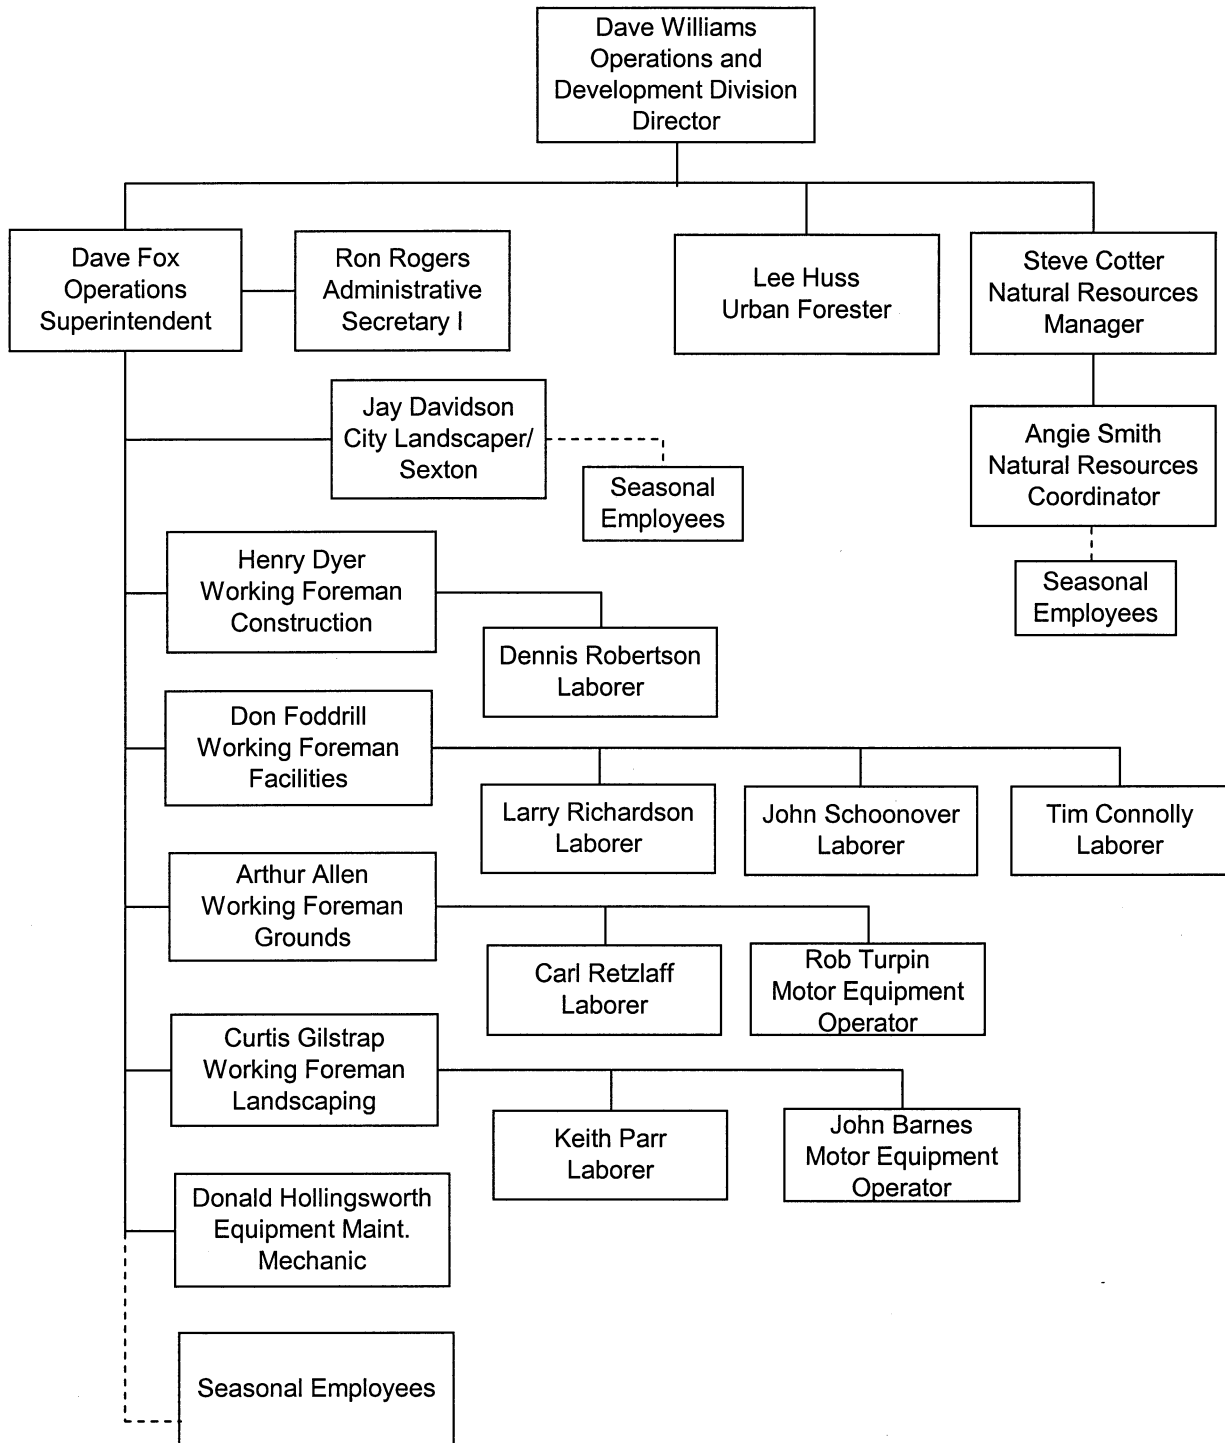 Dave Williams
Operations and
Development Division
Director
Dave Fox
Operations
Superintendent
Ron Rogers
Administrative
Secretary I
Lee Huss
Urban Forester
Steve Cotter
Natural Resources
Manager
Jay Davidson
City Landscaper/
Sexton
Seasonal
Employees
Angie Smith
Natural Resources
Coordinator
Seasonal
Employees
Henry Dyer
Working Foreman
Construction
Dennis Robertson
Laborer
Don Foddrill
Working Foreman
Facilities
Larry Richardson
Laborer
John Schoonover
Laborer
Tim Connolly
Laborer
Arthur Allen
Working Foreman
Grounds
Carl Retzlaff
Laborer
Rob Turpin
Motor Equipment
Operator
Curtis Gilstrap
Working Foreman
Landscaping
Keith Parr
Laborer
John Barnes
Motor Equipment
Operator
Donald Hollingsworth
Equipment Maint.
Mechanic
Seasonal Employees